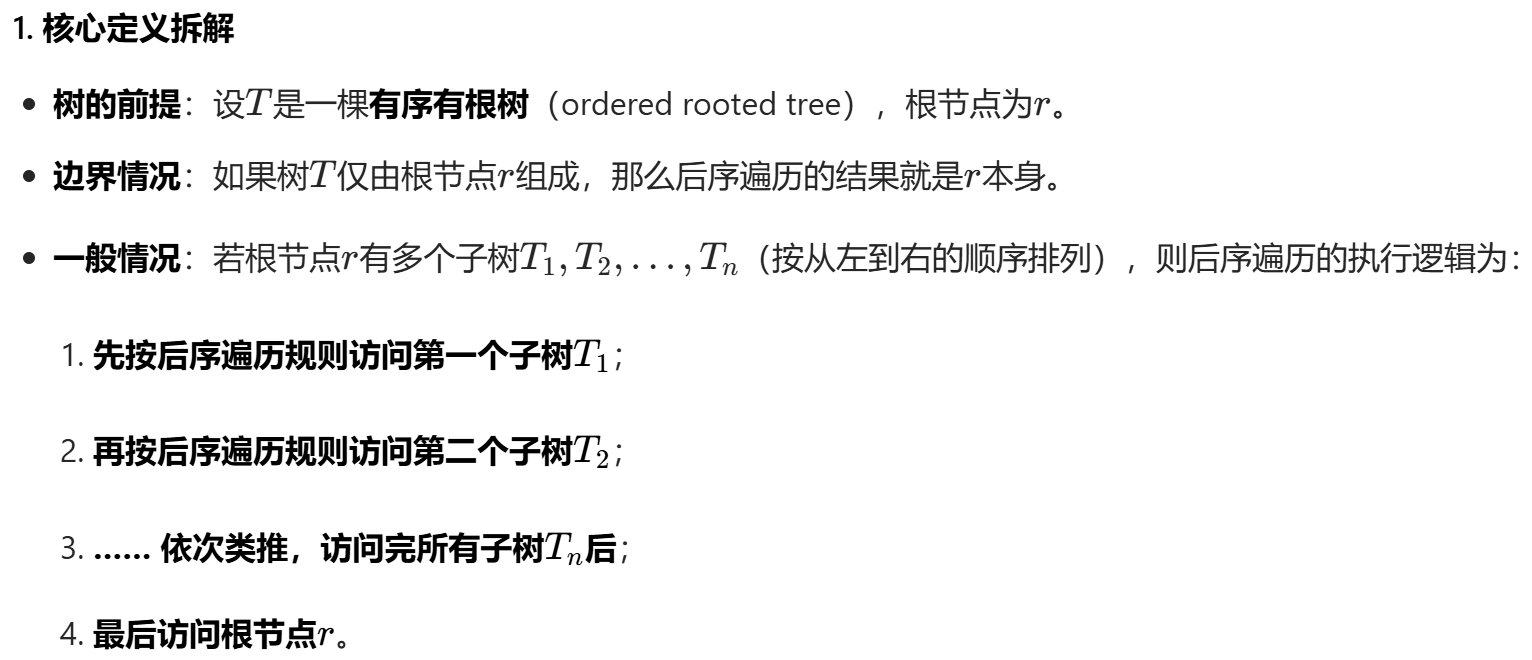 1. 核心定义拆解
• 树的前提：设T是一棵有序有根树（ordered rooted tree），根节点为r。
• 边界情况：如果树T仅由根节点r组成，那么后序遍历的结果就是r本身。
• 一般情况：若根节点r有多个子树T₁, T₂, …, Tₙ（按从左到右的顺序排列），则后序遍历的执行逻辑为：
1. 先按后序遍历规则访问第一个子树T₁；
2. 再按后序遍历规则访问第二个子树T₂；
3. …… 依次类推，访问完所有子树Tₙ后；
4. 最后访问根节点r。